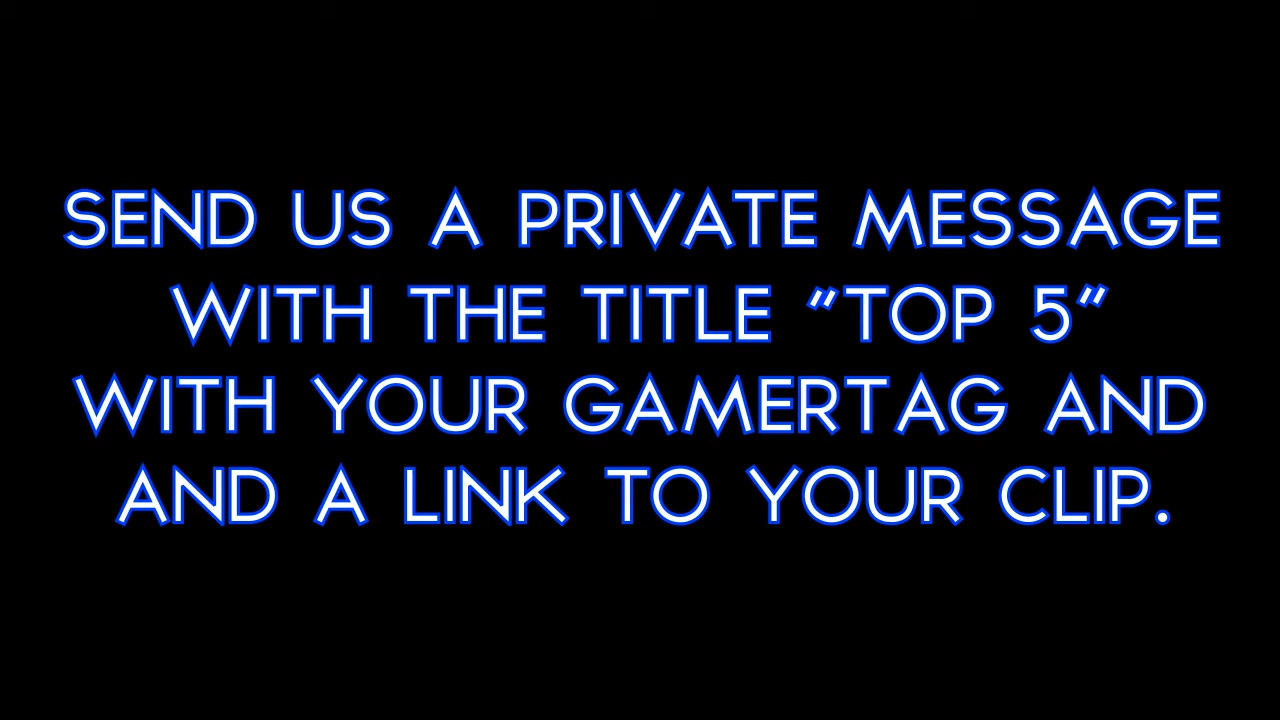 SEND US A PRIVATE MESSAGE
WITH THE TITLE “TOP 5”
WITH YOUR GAMERTAG AND
AND A LINK TO YOUR CLIP.